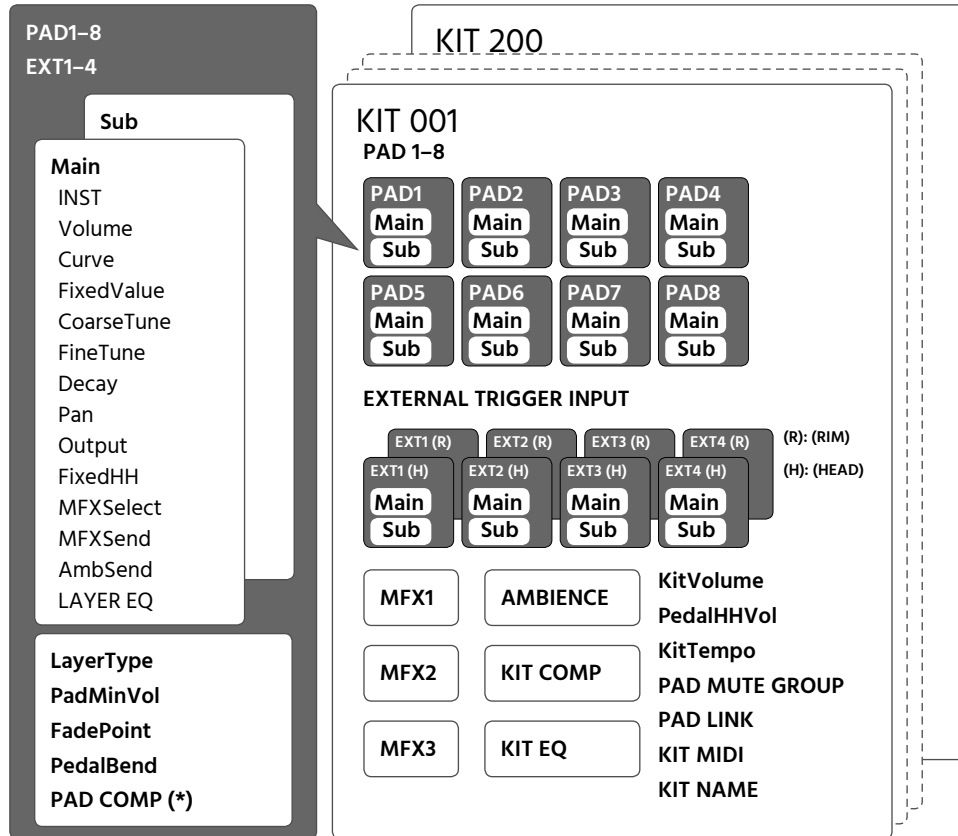 PAD1–8
EXT1–4
Sub
Main
INST
Volume
Curve
FixedValue
CoarseTune
FineTune
Decay
Pan
Output
FixedHH
MFXSelect
MFXSend
AmbSend
LAYER EQ
LayerType
PadMinVol
FadePoint
PedalBend
PAD COMP (*)
KIT 200
KIT 001
PAD 1–8
PAD1 PAD2 PAD3 PAD4
Main Main Main Main
Sub Sub Sub Sub
PAD5 PAD6 PAD7 PAD8
Main Main Main Main
Sub Sub Sub Sub
EXTERNAL TRIGGER INPUT
EXT1 (R) EXT2 (R) EXT3 (R) EXT4 (R) (R): (RIM)
EXT1 (H) EXT2 (H) EXT3 (H) EXT4 (H) (H): (HEAD)
Main Main Main Main
Sub Sub Sub Sub
MFX1 AMBIENCE
MFX2 KIT COMP
MFX3 KIT EQ
KitVolume
PedalHHVol
KitTempo
PAD MUTE GROUP
PAD LINK
KIT MIDI
KIT NAME